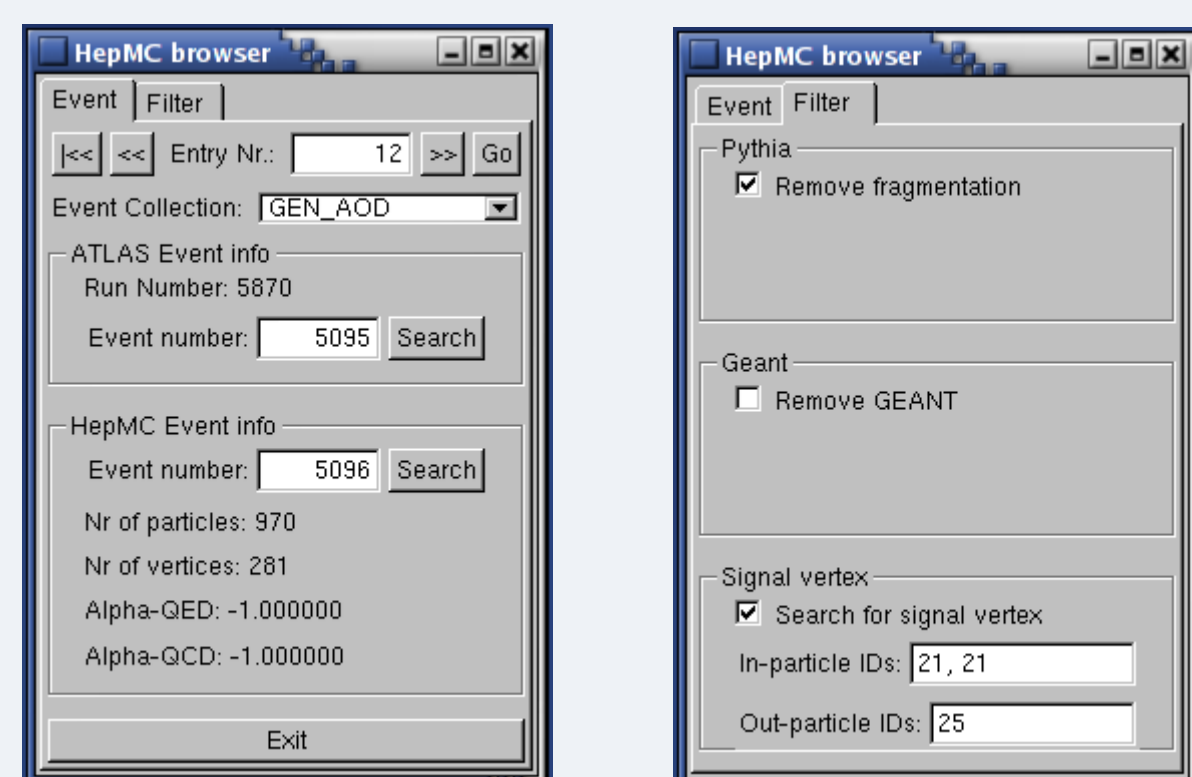 HepMC browser
Event Filter
|<< << Entry Nr.: 12 >> Go
Event Collection: GEN_AOD
ATLAS Event info
Run Number: 5870
Event number: 5095 Search
HepMC Event info
Event number: 5096 Search
Nr of particles: 970
Nr of vertices: 281
Alpha-QED: -1.000000
Alpha-QCD: -1.000000
Exit
HepMC browser
Event Filter
Pythia
Remove fragmentation
Geant
Remove GEANT
Signal vertex
Search for signal vertex
In-particle IDs: 21, 21
Out-particle IDs: 25